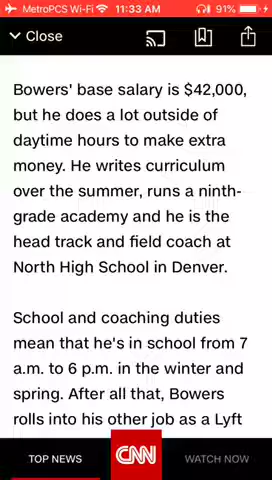 MetroPCS Wi-Fi 11:33 AM 91%
Close
Bowers' base salary is $42,000,
but he does a lot outside of
daytime hours to make extra
money. He writes curriculum
over the summer, runs a ninth-
grade academy and he is the
head track and field coach at
North High School in Denver.
School and coaching duties
mean that he's in school from 7
a.m. to 6 p.m. in the winter and
spring. After all that, Bowers
rolls into his other job as a Lyft
TOP NEWS CNN WATCH NOW